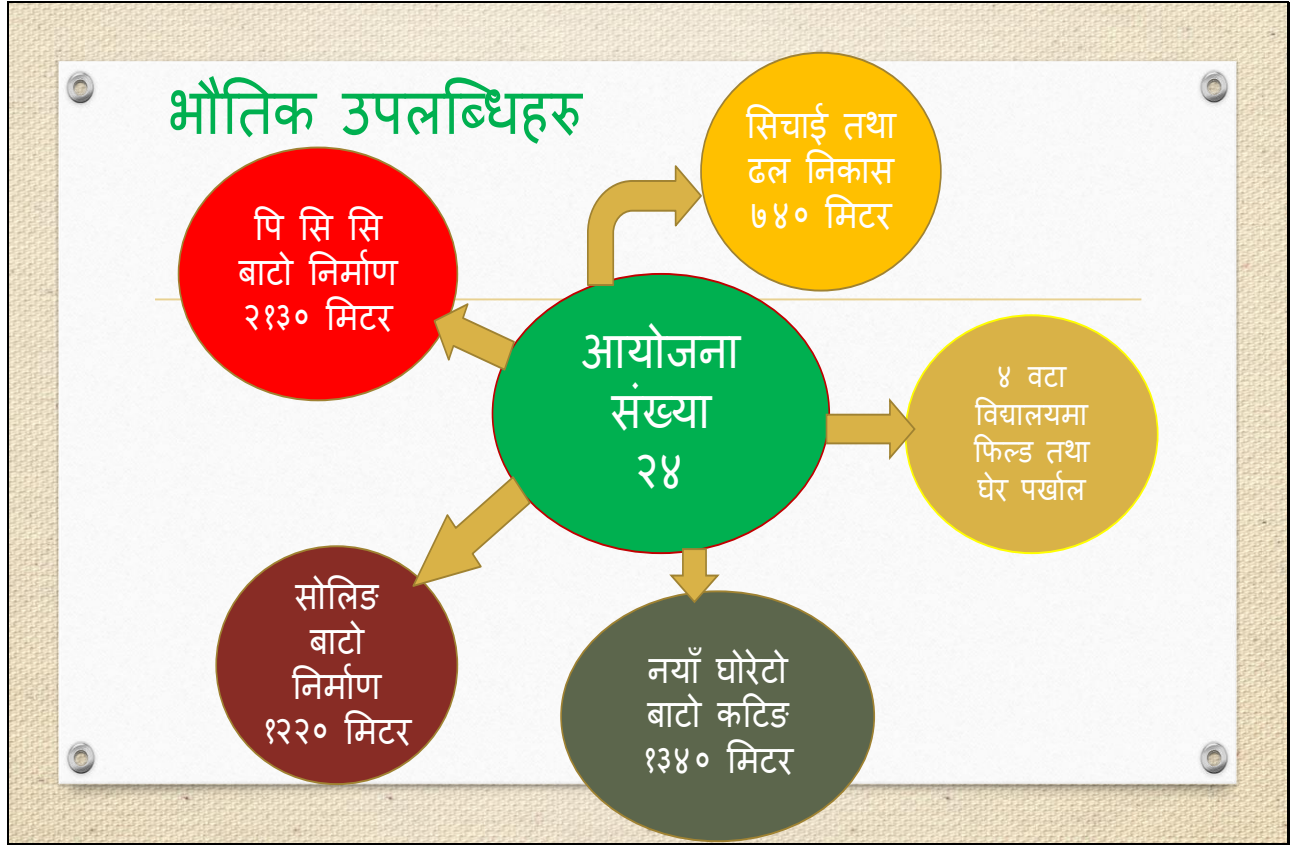 भौतिक उपलब्धिहरु
सिचाई तथा
ढल निकास
७४० मिटर
पि सि सि
बाटो निर्माण
२१३० मिटर
आयोजना
संख्या
२४
४ वटा
विद्यालयमा
फिल्ड तथा
घेर पर्खाल
सोलिङ
बाटो
निर्माण
१२२० मिटर
नयाँ घोरेटो
बाटो कटिङ
१३४० मिटर